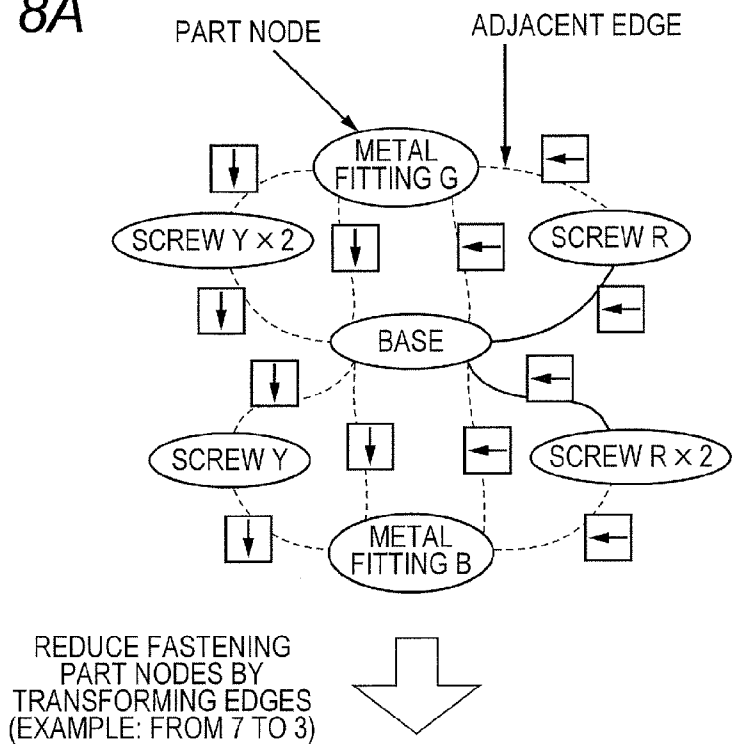 8A
PART NODE
ADJACENT EDGE
METAL
FITTING G
SCREW Y × 2
SCREW R
BASE
SCREW Y
SCREW R × 2
METAL
FITTING B
REDUCE FASTENING
PART NODES BY
TRANSFORMING EDGES
(EXAMPLE: FROM 7 TO 3)